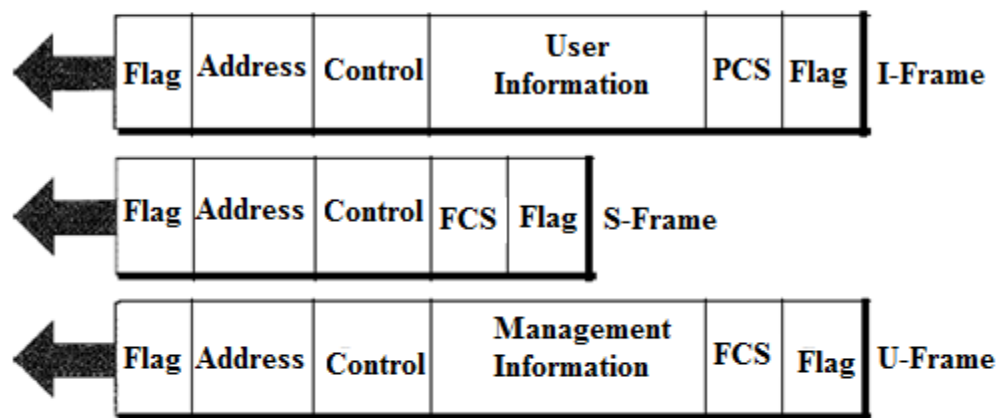 Flag Address Control User Information PCS Flag I-Frame
Flag Address Control FCS Flag S-Frame
Flag Address Control Management Information FCS Flag U-Frame